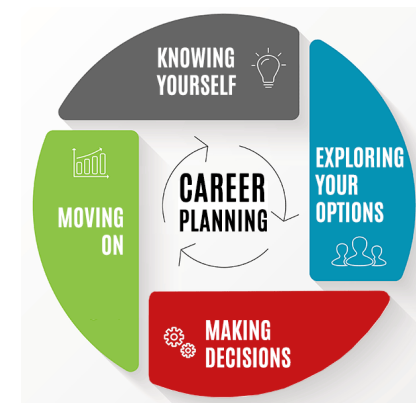 KNOWING
YOURSELF
EXPLORING
YOUR
OPTIONS
CAREER
PLANNING
MOVING
ON
MAKING
DECISIONS